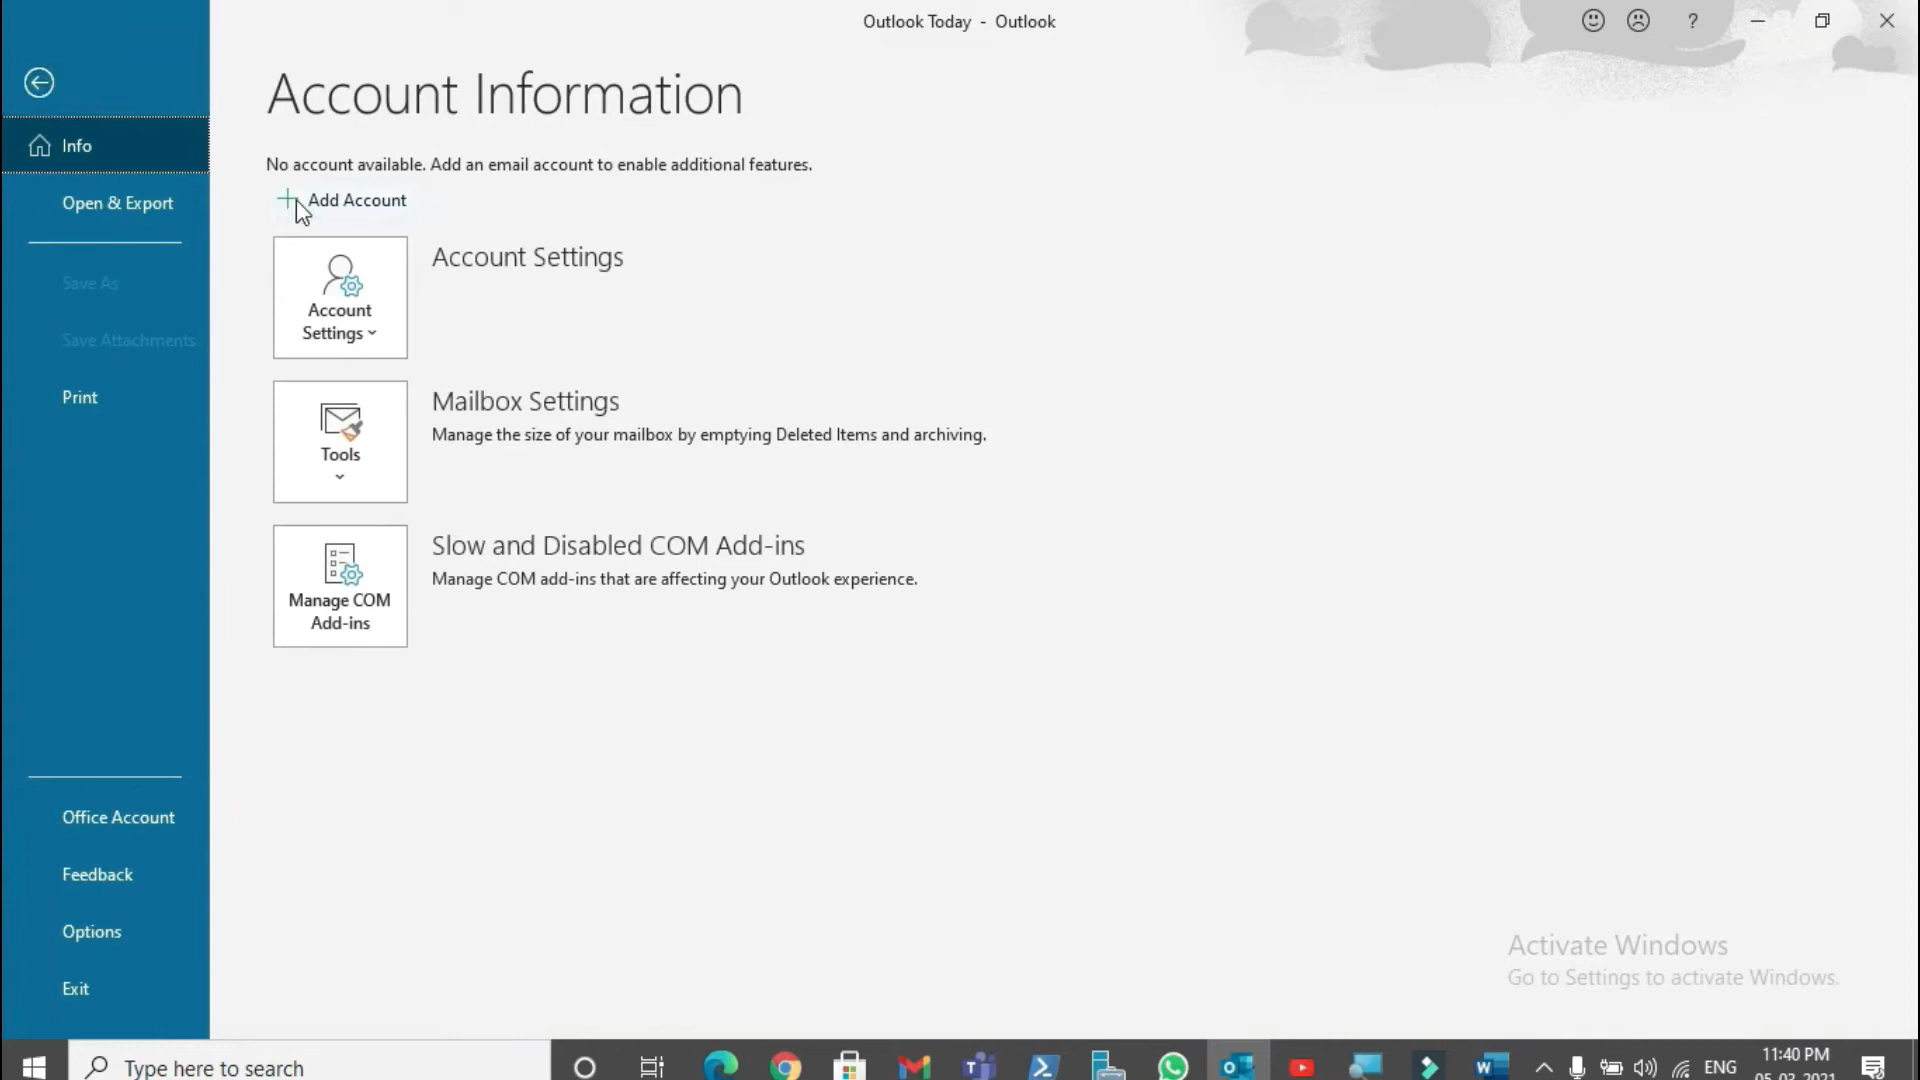 Outlook Today - Outlook
?
Account Information
Info
No account available. Add an email account to enable additional features.
Open & Export
Add Account
Account Settings
Account
Settings
Save As
Save Attachments
Print
Mailbox Settings
Manage the size of your mailbox by emptying Deleted Items and archiving.
Tools
Slow and Disabled COM Add-ins
Manage COM add-ins that are affecting your Outlook experience.
Manage COM
Add-ins
Office Account
Feedback
Options
Exit
Activate Windows
Go to Settings to activate Windows.
Type here to search
ENG
11:40 PM